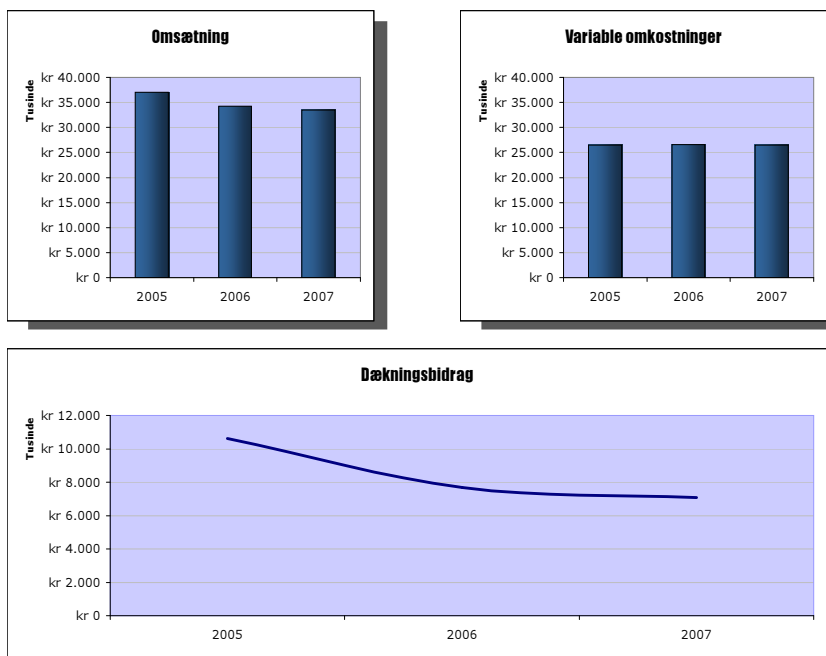 Omsætning
Tusinde
kr 40.000
kr 35.000
kr 30.000
kr 25.000
kr 20.000
kr 15.000
kr 10.000
kr 5.000
kr 0
2005 2006 2007
Variable omkostninger
Tusinde
kr 40.000
kr 35.000
kr 30.000
kr 25.000
kr 20.000
kr 15.000
kr 10.000
kr 5.000
kr 0
2005 2006 2007
Dækningsbidrag
Tusinde
kr 12.000
kr 10.000
kr 8.000
kr 6.000
kr 4.000
kr 2.000
kr 0
2005 2006 2007